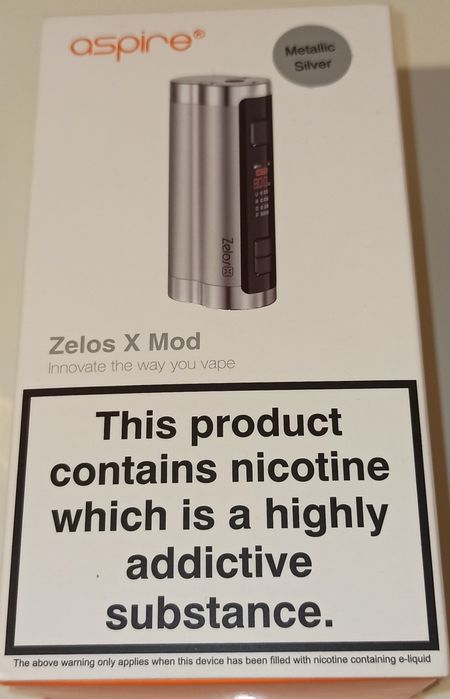 aspire®
Metallic
Silver
Zelos X
Zelos X Mod
Innovate the way you vape
This product
contains nicotine
which is a highly
addictive
substance.
The above warning only applies when this device has been filled with nicotine containing e-liquid